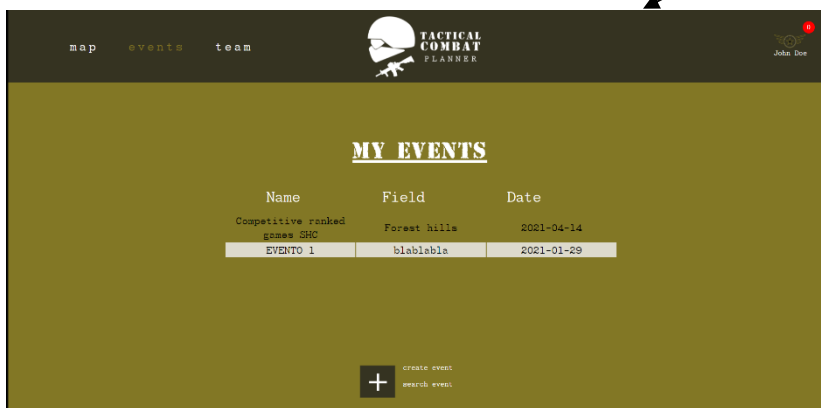 map events team
TACTICAL
COMBAT
PLANNER
0
John Doe
MY EVENTS
Name Field Date
Competitive ranked
games SHC Forest hills 2021-04-14
EVENTO 1 blablabla 2021-01-29
create event
search event